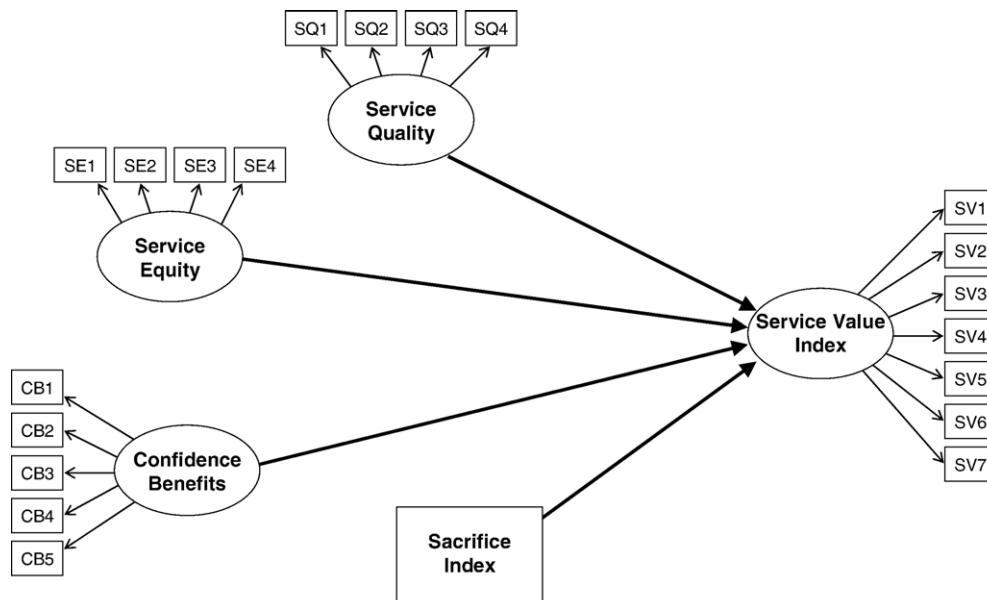 SQ1 SQ2 SQ3 SQ4
Service
Quality
SE1 SE2 SE3 SE4
Service
Equity
SV1
SV2
SV3
SV4
SV5
SV6
SV7
Service Value
Index
CB1
CB2
CB3
CB4
CB5
Confidence
Benefits
Sacrifice
Index